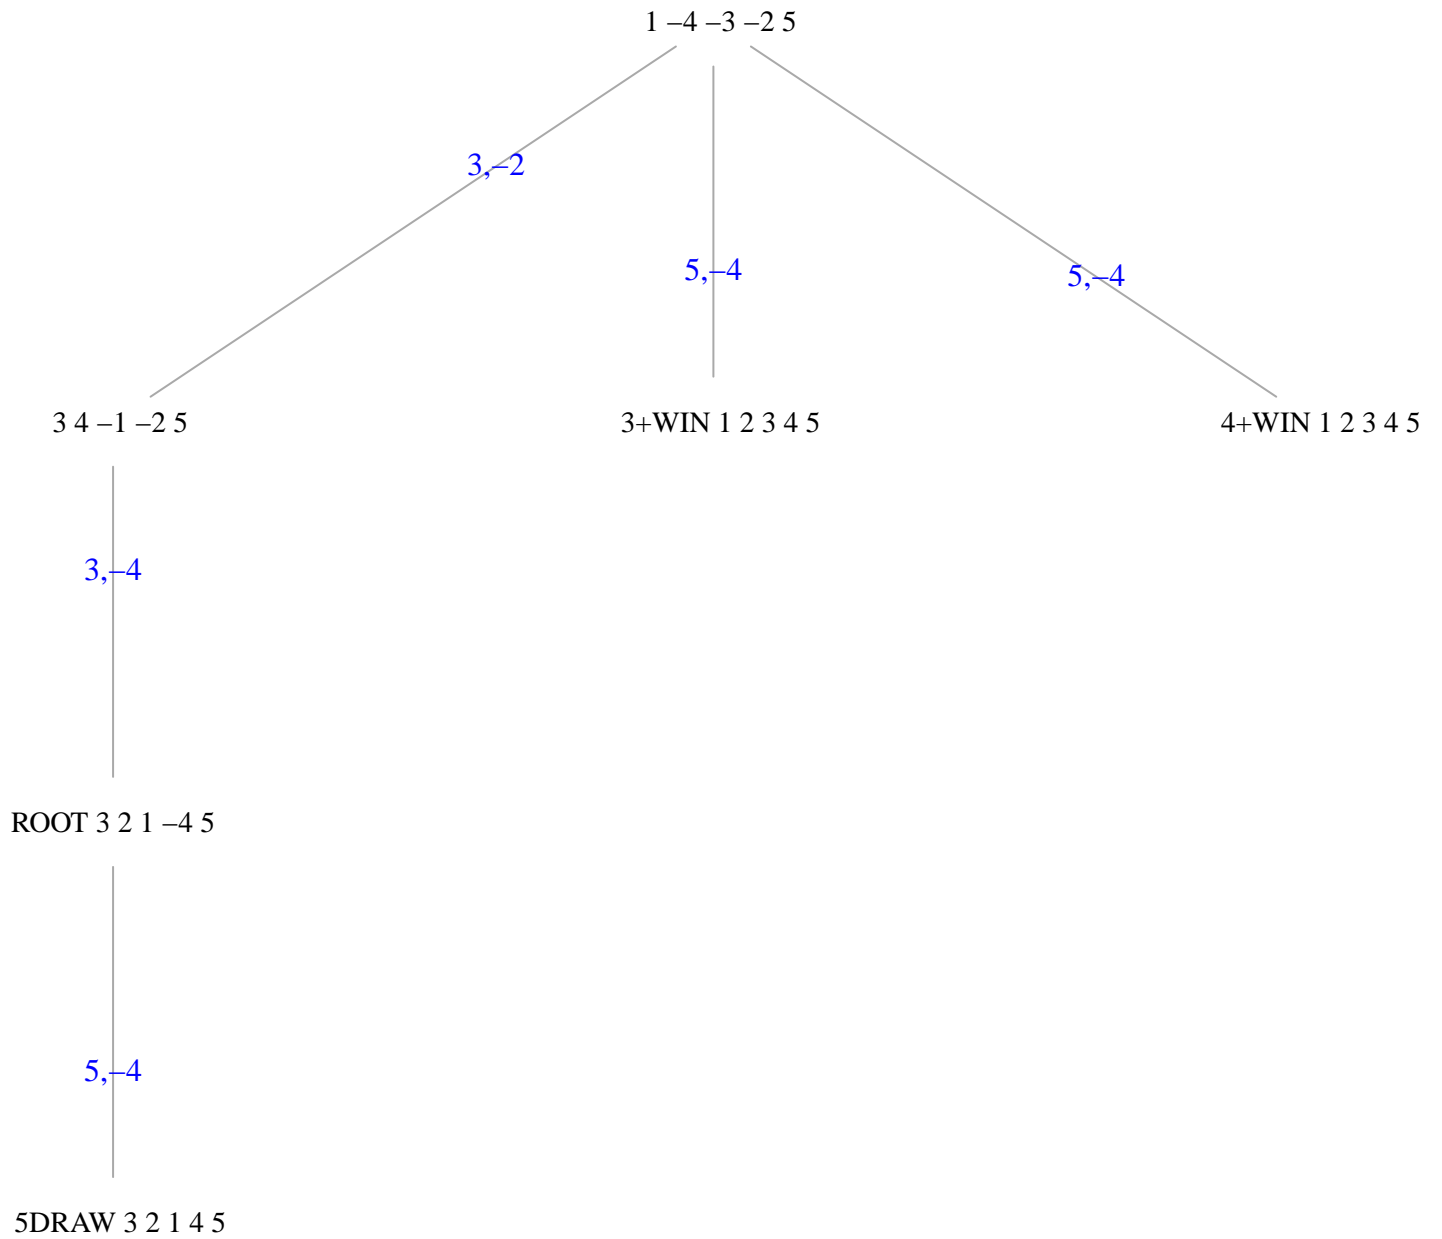 1 –4 –3 –2 5
3,–2
5,–4
5,–4
3 4 –1 –2 5
3+WIN 1 2 3 4 5
4+WIN 1 2 3 4 5
3,–4
ROOT 3 2 1 –4 5
5,–4
5DRAW 3 2 1 4 5